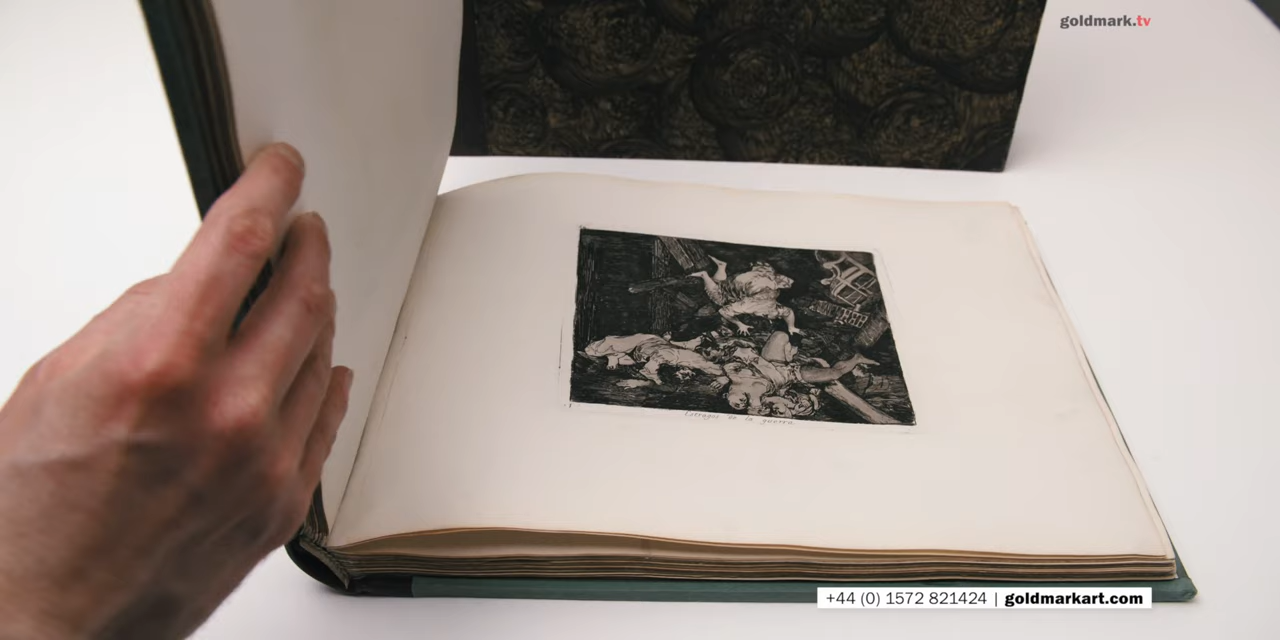 goldmark.tv
Estragos de la guerra
+44 (0) 1572 821424 | goldmarkart.com